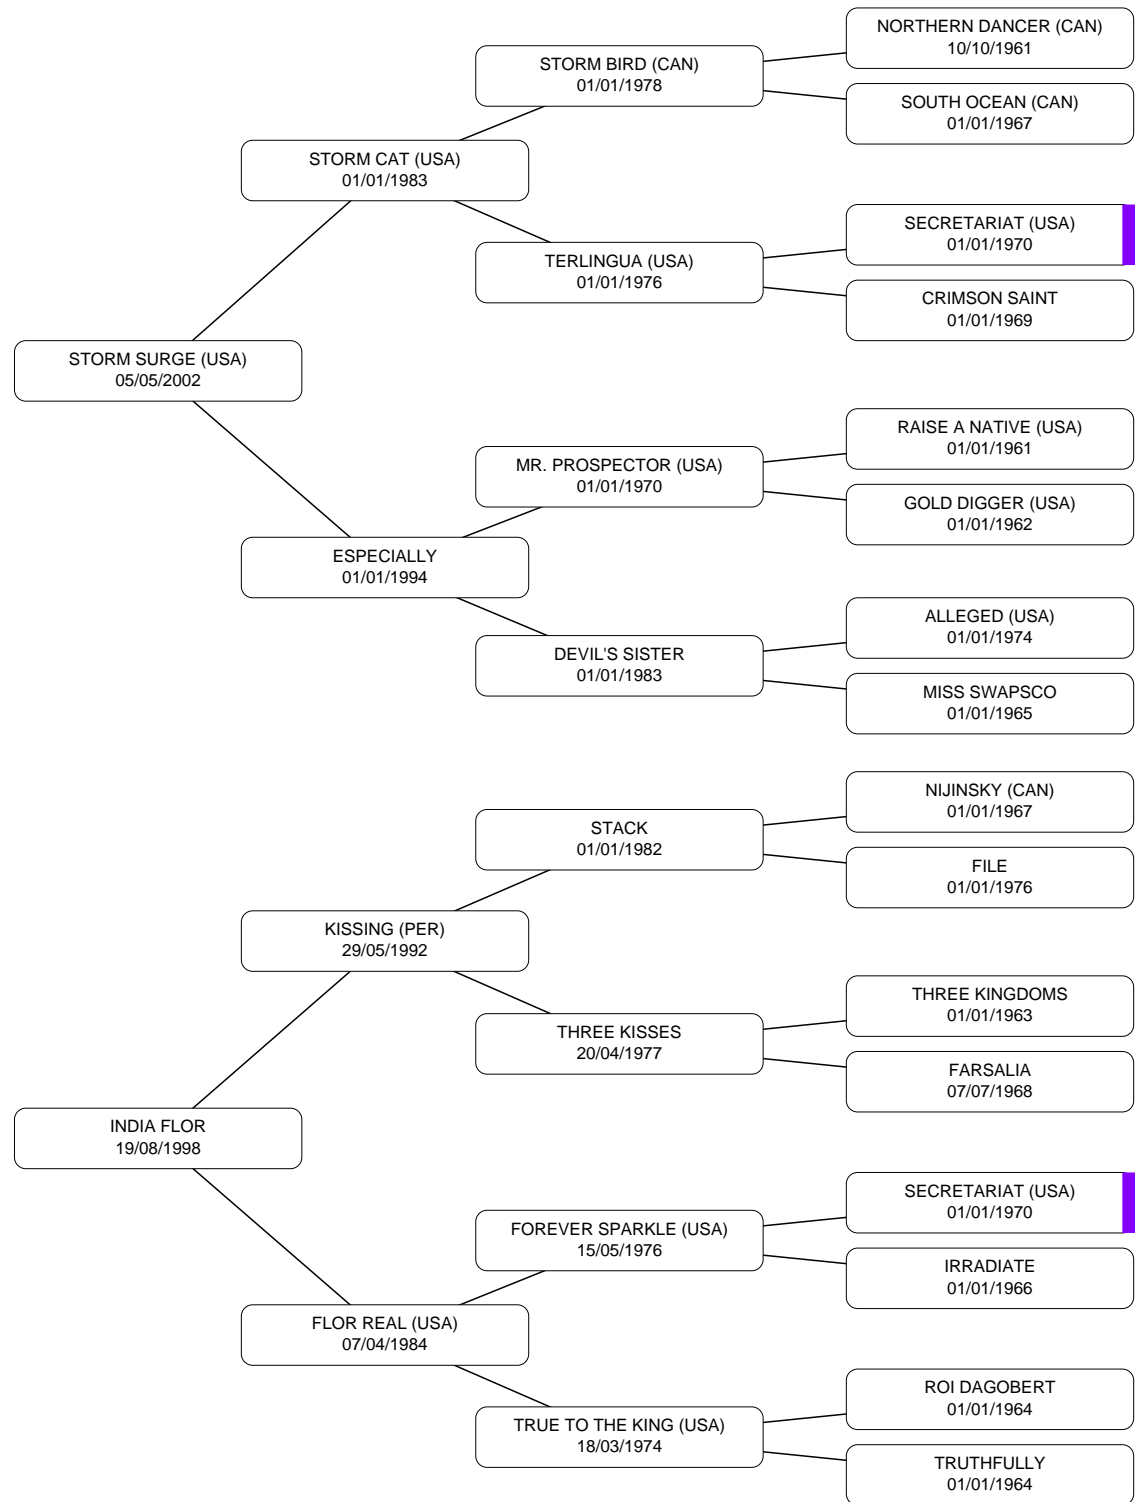 NORTHERN DANCER (CAN)
10/10/1961
STORM BIRD (CAN)
01/01/1978
SOUTH OCEAN (CAN)
01/01/1967
STORM CAT (USA)
01/01/1983
SECRETARIAT (USA)
01/01/1970
TERLINGUA (USA)
01/01/1976
CRIMSON SAINT
01/01/1969
STORM SURGE (USA)
05/05/2002
RAISE A NATIVE (USA)
01/01/1961
MR. PROSPECTOR (USA)
01/01/1970
GOLD DIGGER (USA)
01/01/1962
ESPECIALLY
01/01/1994
ALLEGED (USA)
01/01/1974
DEVIL'S SISTER
01/01/1983
MISS SWAPSCO
01/01/1965
NIJINSKY (CAN)
01/01/1967
STACK
01/01/1982
FILE
01/01/1976
KISSING (PER)
29/05/1992
THREE KINGDOMS
01/01/1963
THREE KISSES
20/04/1977
FARSALIA
07/07/1968
INDIA FLOR
19/08/1998
SECRETARIAT (USA)
01/01/1970
FOREVER SPARKLE (USA)
15/05/1976
IRRADIATE
01/01/1966
FLOR REAL (USA)
07/04/1984
ROI DAGOBERT
01/01/1964
TRUE TO THE KING (USA)
18/03/1974
TRUTHFULLY
01/01/1964